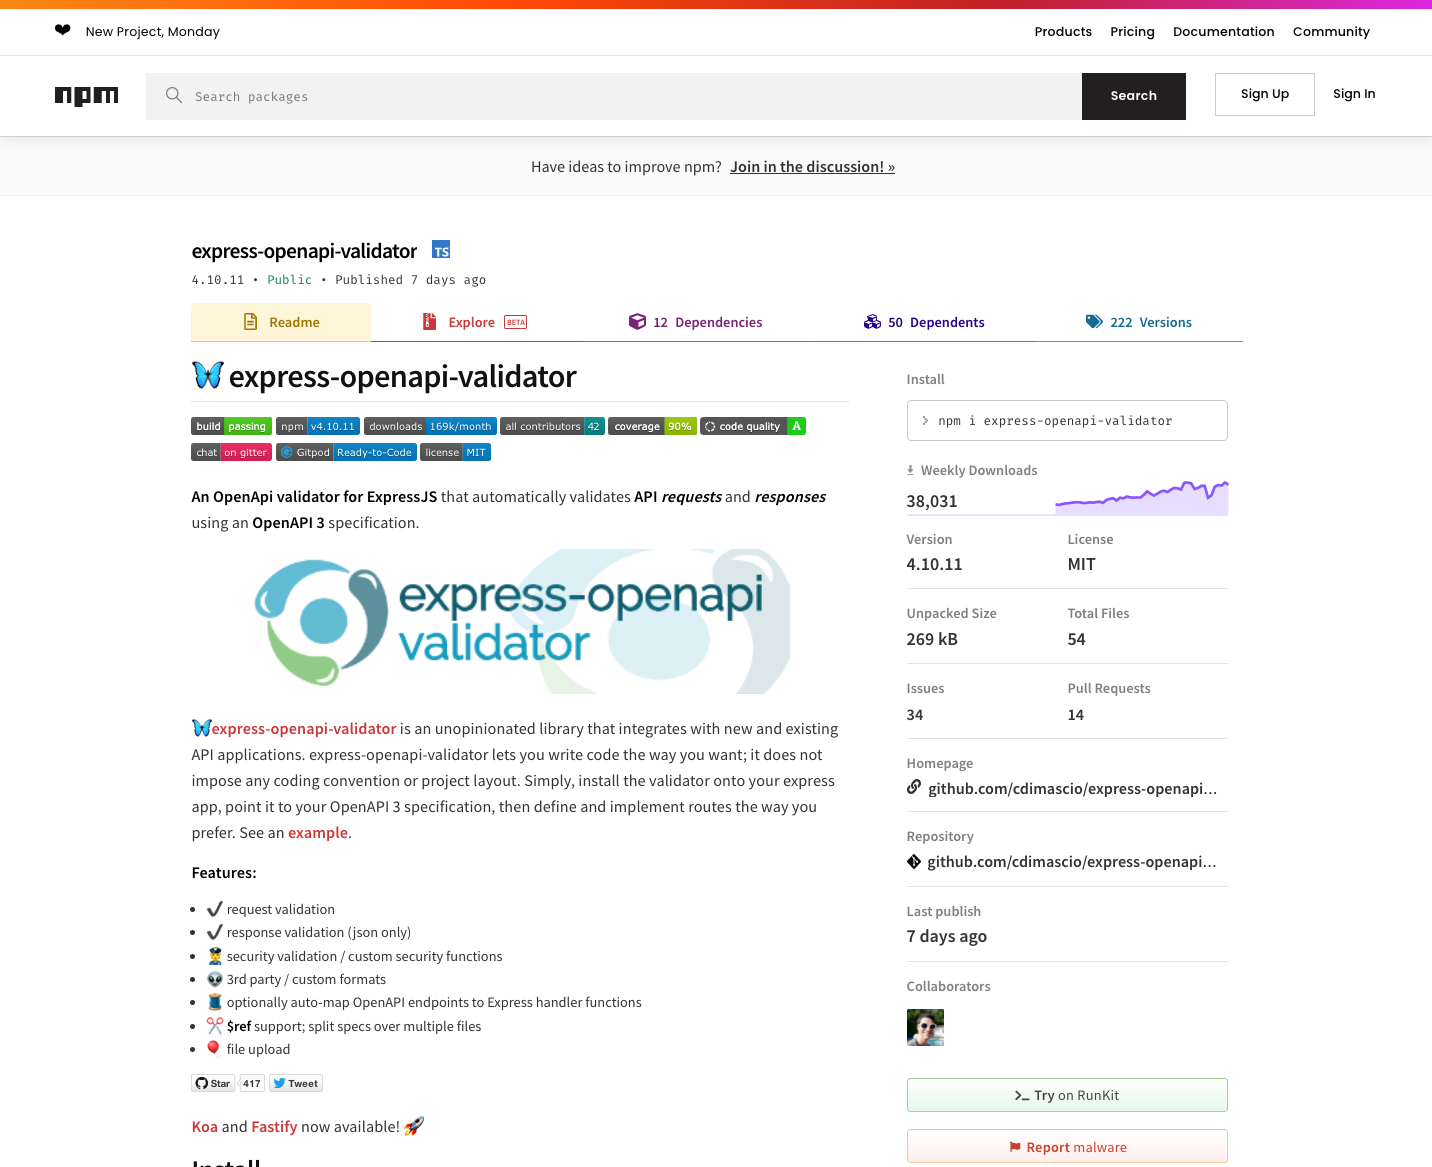 ❤ New Project, Monday
Products Pricing Documentation Community
npm
Search packages
Search
Sign Up
Sign In
Have ideas to improve npm? Join in the discussion! »
express-openapi-validator TS
4.10.11 • Public • Published 7 days ago
Readme
Explore BETA
12 Dependencies
50 Dependents
222 Versions
🦋 express-openapi-validator
build passing npm v4.10.11 downloads 169k/month all contributors 42 coverage 90% code quality A
chat on gitter Gitpod Ready-to-Code license MIT
An OpenApi validator for ExpressJS that automatically validates API requests and responses
using an OpenAPI 3 specification.
express-openapi
validator
🦋express-openapi-validator is an unopinionated library that integrates with new and existing
API applications. express-openapi-validator lets you write code the way you want; it does not
impose any coding convention or project layout. Simply, install the validator onto your express
app, point it to your OpenAPI 3 specification, then define and implement routes the way you
prefer. See an example.
Features:
• ✔️ request validation
• ✔️ response validation (json only)
• 👮 security validation / custom security functions
• 👽 3rd party / custom formats
• 🧵 optionally auto-map OpenAPI endpoints to Express handler functions
• ✂️ $ref support; split specs over multiple files
• 🎈 file upload
Star 417 Tweet
Koa and Fastify now available! 🚀
Install
Install
> npm i express-openapi-validator
Weekly Downloads
38,031
Version
4.10.11
License
MIT
Unpacked Size
269 kB
Total Files
54
Issues
34
Pull Requests
14
Homepage
github.com/cdimascio/express-openapi...
Repository
github.com/cdimascio/express-openapi...
Last publish
7 days ago
Collaborators
Try on RunKit
Report malware